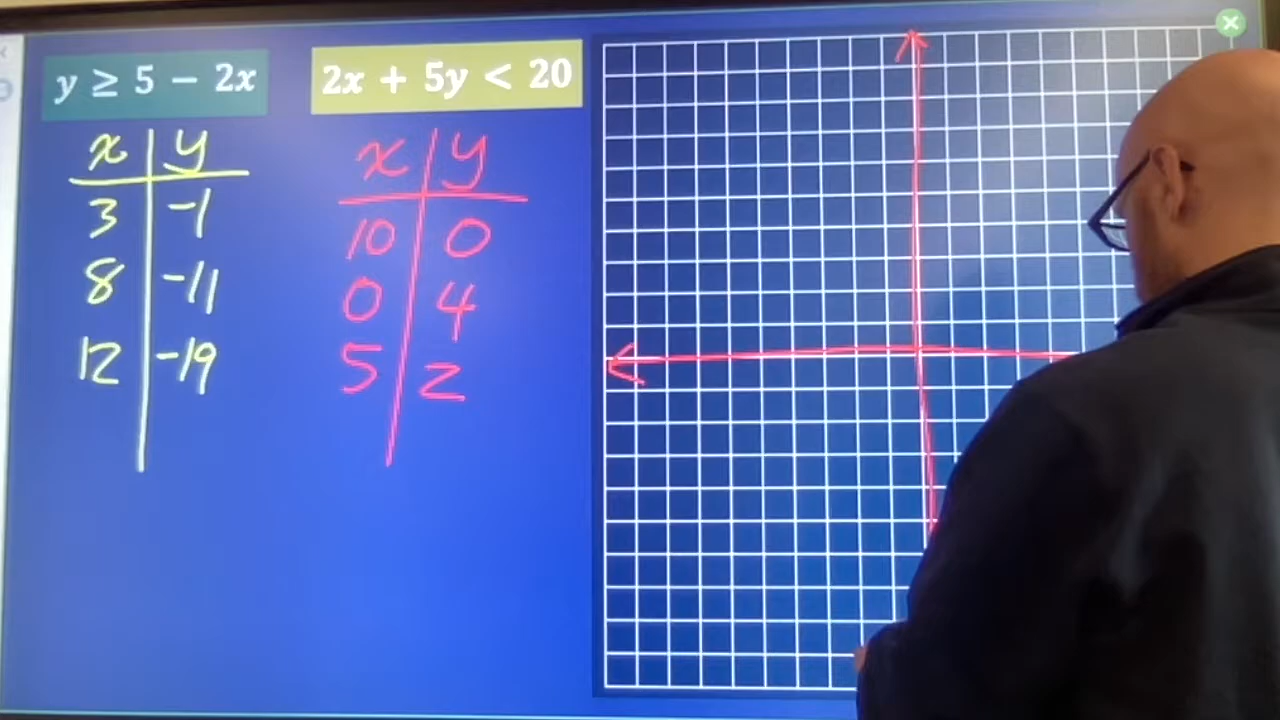 y ≥ 5 − 2x
x y
3 -1
8 -11
12 -19
2x + 5y < 20
x y
10 0
0 4
5 2